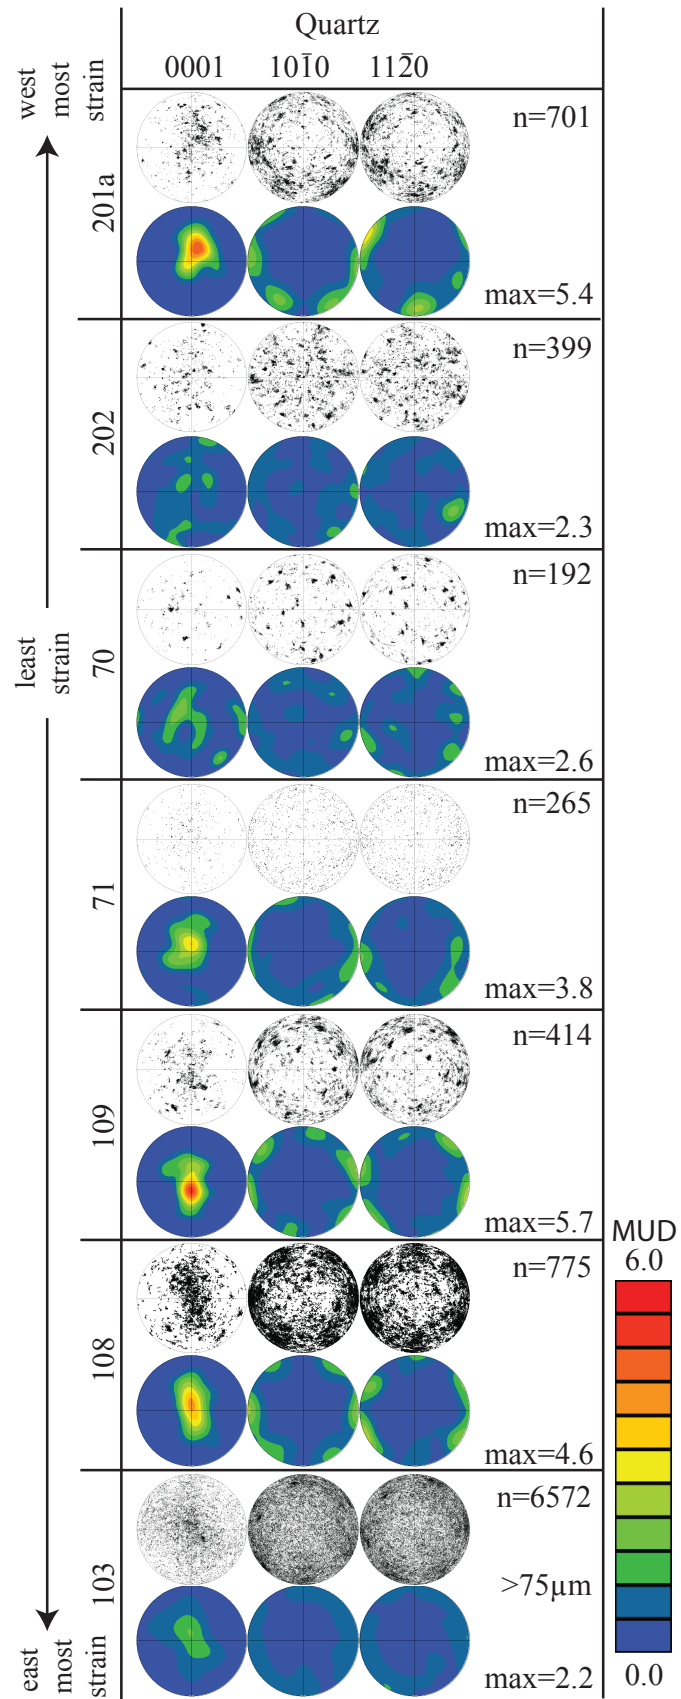 Quartz
0001 101̄0 112̄0
west
most
strain
201a
n=701
max=5.4
202
n=399
max=2.3
least
strain
70
n=192
max=2.6
71
n=265
max=3.8
109
n=414
max=5.7
108
n=775
max=4.6
103
n=6572
>75µm
max=2.2
east
most
strain
MUD
6.0
0.0